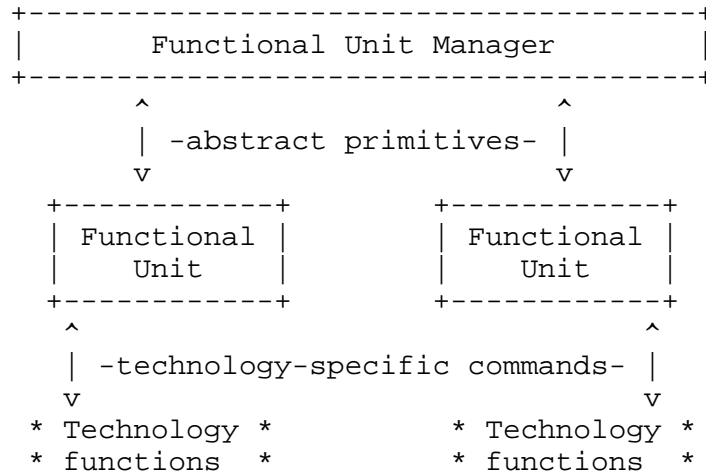 +---------------------------------------+
|        Functional Unit Manager        |
+---------------------------------------+
       ^                       ^
       | -abstract primitives- |
       v                       v
  +------------+        +------------+
  | Functional |        | Functional |
  |    Unit    |        |    Unit    |
  +------------+        +------------+
   ^                                ^
   | -technology-specific commands- |
   v                                v
 * Technology *          * Technology *
 * functions  *          * functions  *